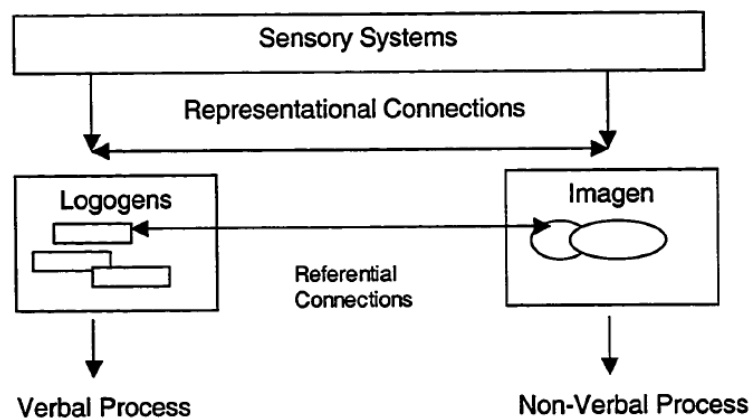 Sensory Systems
Representational Connections
Logogens
Imagen
Referential
Connections
Verbal Process
Non-Verbal Process